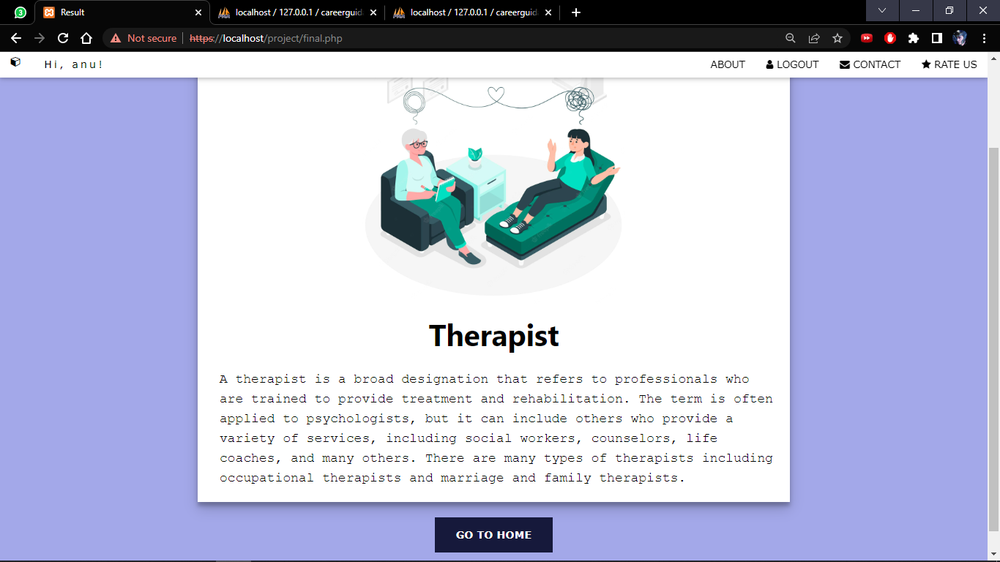 3
Result
localhost / 127.0.0.1 / careerguid
localhost / 127.0.0.1 / careerguid
Not secure
https://localhost/project/final.php
Hi, anu!
ABOUT
LOGOUT
CONTACT
RATE US
Therapist
A therapist is a broad designation that refers to professionals who
are trained to provide treatment and rehabilitation. The term is often
applied to psychologists, but it can include others who provide a
variety of services, including social workers, counselors, life
coaches, and many others. There are many types of therapists including
occupational therapists and marriage and family therapists.
GO TO HOME